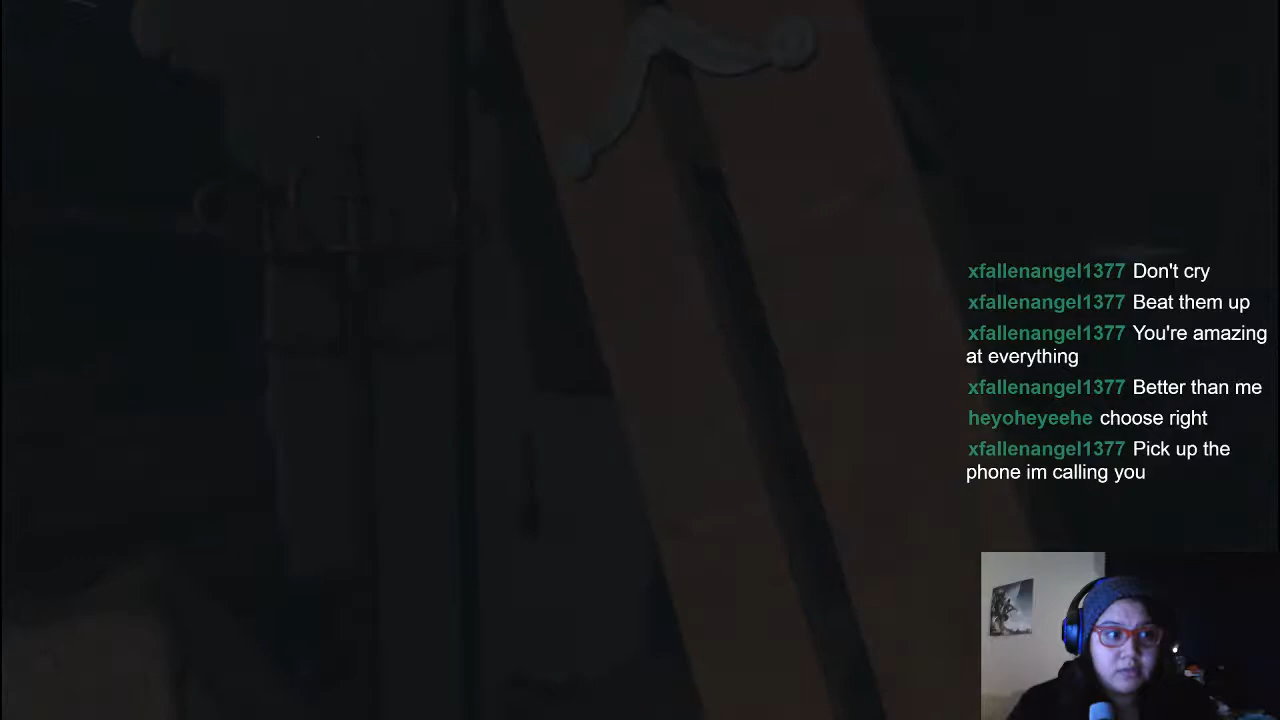 xfallenangel1377 Don't cry
xfallenangel1377 Beat them up
xfallenangel1377 You're amazing
at everything
xfallenangel1377 Better than me
heyoheyeehe choose right
xfallenangel1377 Pick up the
phone im calling you